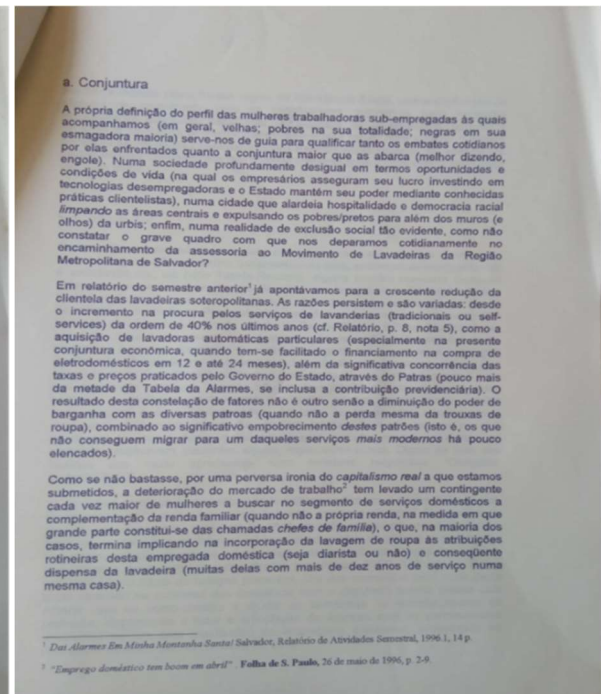 a. Conjuntura
A própria definição do perfil das mulheres trabalhadoras sub-empregadas às quais
acompanhamos (em geral, velhas; pobres na sua totalidade; negras em sua
esmagadora maioria) serve-nos de guia para qualificar tanto os embates cotidianos
por elas enfrentados quanto a conjuntura maior que as abarca (melhor dizendo,
engole). Numa sociedade profundamente desigual em termos oportunidades e
condições de vida (na qual os empresários asseguram seu lucro investindo em
tecnologias desempregadoras e o Estado mantém seu poder mediante conhecidas
práticas clientelistas), numa cidade que alardeia hospitalidade e democracia racial
limpando as áreas centrais e expulsando os pobres/pretos para além dos muros (e
olhos) da urbis; enfim, numa realidade de exclusão social tão evidente, como não
constatar o grave quadro com que nos deparamos cotidianamente no
encaminhamento da assessoria ao Movimento de Lavadeiras da Região
Metropolitana de Salvador?
Em relatório do semestre anterior¹ já apontávamos para a crescente redução da
clientela das lavadeiras soteropolitanas. As razões persistem e são variadas: desde
o incremento na procura pelos serviços de lavanderias (tradicionais ou self-
services) da ordem de 40% nos últimos anos (cf. Relatório, p. 8, nota 5), como a
aquisição de lavadoras automáticas particulares (especialmente na presente
conjuntura econômica, quando tem-se facilitado o financiamento na compra de
eletrodomésticos em 12 e até 24 meses), além da significativa concorrência das
taxas e preços praticados pelo Governo do Estado, através do Patras (pouco mais
da metade da Tabela da Alarmes, se inclusa a contribuição previdenciária). O
resultado desta constelação de fatores não é outro senão a diminuição do poder de
barganha com as diversas patroas (quando não a perda mesma da trouxas de
roupa), combinado ao significativo empobrecimento destes patrões (isto é, os que
não conseguem migrar para um daqueles serviços mais modernos há pouco
elencados).
Como se não bastasse, por uma perversa ironia do capitalismo real a que estamos
submetidos, a deterioração do mercado de trabalho² tem levado um contingente
cada vez maior de mulheres a buscar no segmento de serviços domésticos a
complementação da renda familiar (quando não a própria renda, na medida em que
grande parte constitui-se das chamadas chefes de família), o que, na maioria dos
casos, termina implicando na incorporação da lavagem de roupa às atribuições
rotineiras desta empregada doméstica (seja diarista ou não) e conseqüente
dispensa da lavadeira (muitas delas com mais de dez anos de serviço numa
mesma casa).
¹ Das Alarmes Em Minha Montanha Santa! Salvador, Relatório de Atividades Semestral, 1996.1, 14 p.
² "Emprego doméstico tem boom em abril" Folha de S. Paulo, 26 de maio de 1996, p. 2-9.